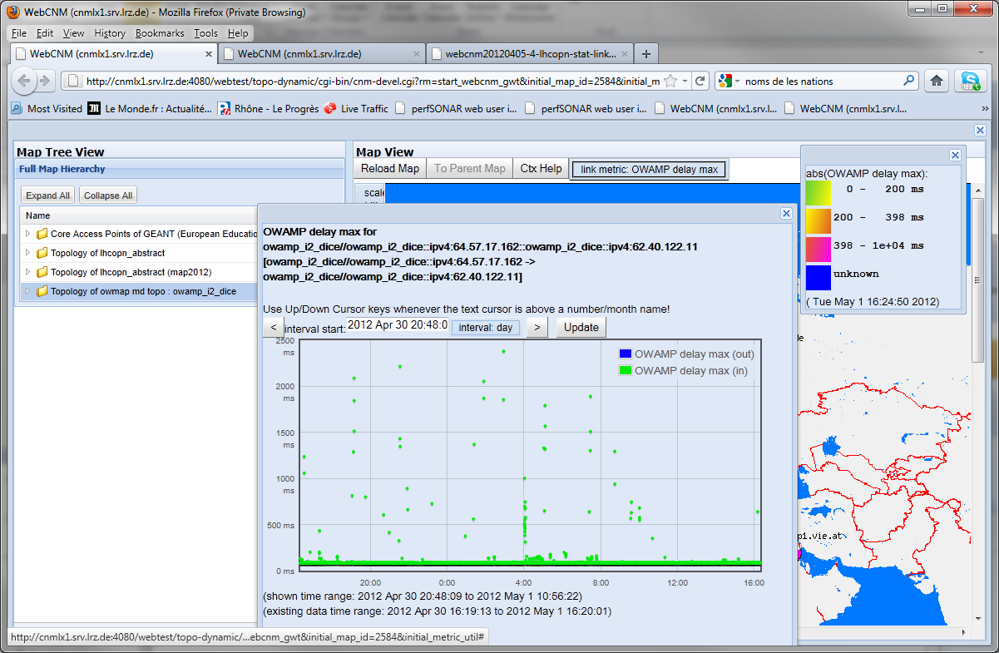 WebCNM (cnmlx1.srv.lrz.de) - Mozilla Firefox (Private Browsing)
File Edit View History Bookmarks Tools Help
WebCNM (cnmlx1.srv.lrz.de) × WebCNM (cnmlx1.srv.lrz.de) × webcnm20120405-4-lhcopn-stat-link... × +
http://cnmlx1.srv.lrz.de:4080/webtest/topo-dynamic/cgi-bin/cnm-devel.cgi?rm=start_webcnm_gwt&initial_map_id=2584&initial_m noms de les nations
Most Visited Le Monde.fr : Actualité... Rhône - Le Progrès Live Traffic perfSONAR web user i... perfSONAR web user i... WebCNM (cnmlx1.srv.l... WebCNM (cnmlx1.srv.l... »
Map Tree View
Full Map Hierarchy
Expand All Collapse All
Name
Core Access Points of GEANT (European Educatio
Topology of lhcopn_abstract
Topology of lhcopn_abstract (map2012)
Topology of owmap md topo : owamp_i2_dice
Map View
Reload Map To Parent Map Ctx Help link metric: OWAMP delay max
scale
abs(OWAMP delay max):
0 - 200 ms
200 - 398 ms
398 - 1e+04 ms
unknown
( Tue May 1 16:24:50 2012)
OWAMP delay max for
owamp_i2_dice//owamp_i2_dice::ipv4:64.57.17.162::owamp_i2_dice::ipv4:62.40.122.11
[owamp_i2_dice//owamp_i2_dice::ipv4:64.57.17.162 ->
owamp_i2_dice//owamp_i2_dice::ipv4:62.40.122.11]
Use Up/Down Cursor keys whenever the text cursor is above a number/month name!
< interval start: 2012 Apr 30 20:48:0 interval: day > Update
2500
ms
2000
ms
1500
ms
1000
ms
500 ms
0 ms
OWAMP delay max (out)
OWAMP delay max (in)
20:00 0:00 4:00 8:00 12:00 16:00
(shown time range: 2012 Apr 30 20:48:09 to 2012 May 1 10:56:22)
(existing data time range: 2012 Apr 30 16:19:13 to 2012 May 1 16:20:01)
le
p1.vie.at
http://cnmlx1.srv.lrz.de:4080/webtest/topo-dynamic/...ebcnm_gwt&initial_map_id=2584&initial_metric_util#